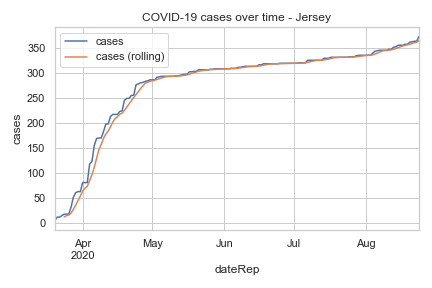 COVID-19 cases over time - Jersey
cases
cases (rolling)
cases
350
300
250
200
150
100
50
0
Apr
2020
May
Jun
Jul
Aug
dateRep